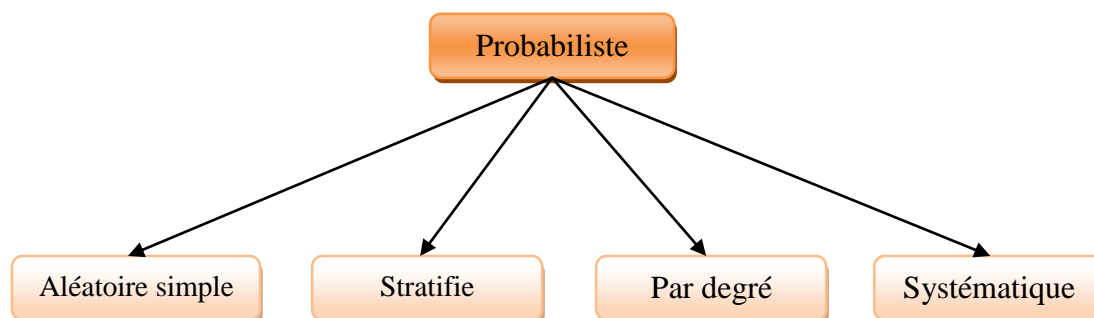 Probabiliste
Aléatoire simple
Stratifie
Par degré
Systématique